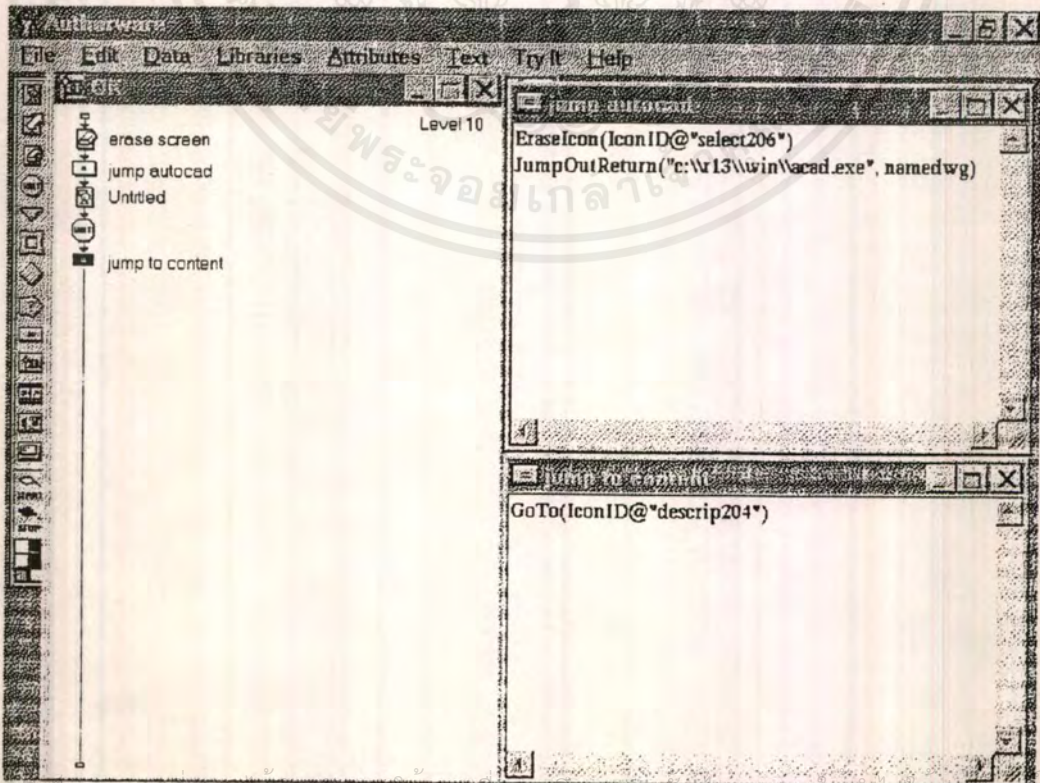 Authorware
File Edit Data Libraries Attributes Text Try It Help
OK
Level 10
erase screen
jump autocad
Untitled
jump to content
jump autocad
EraseIcon(IconID@"select206")
JumpOutReturn("c:\\r13\\win\\acad.exe", namedwg)
jump to content
GoTo(IconID@"descrip204")